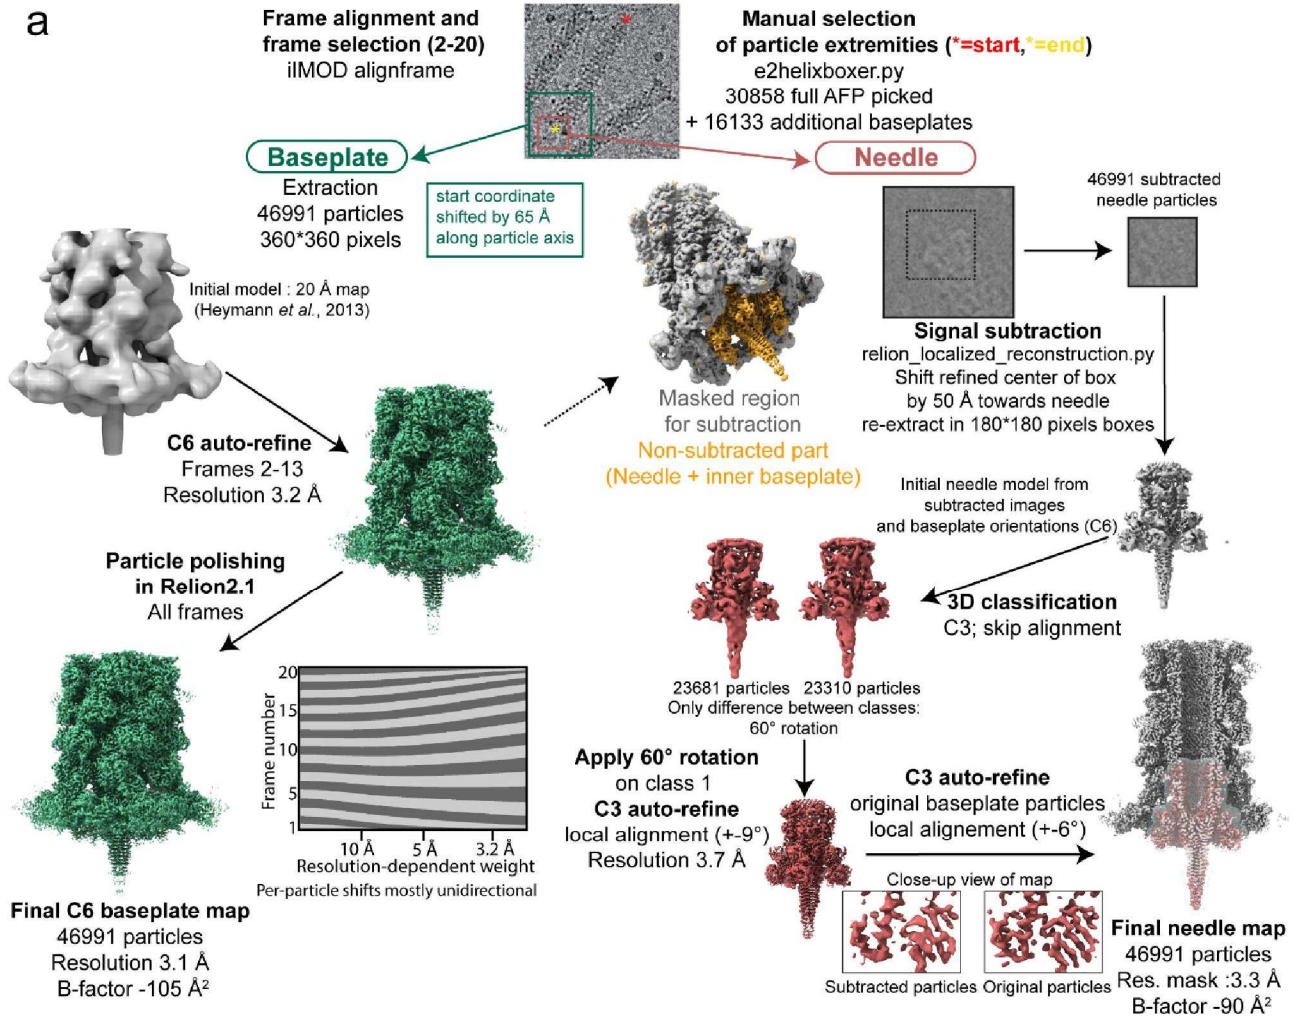 a
Frame alignment and
frame selection (2-20)
ilMOD alignframe
*
*
Manual selection
of particle extremities (*=start,*=end)
e2helixboxer.py
30858 full AFP picked
+ 16133 additional baseplates
Baseplate
Extraction
46991 particles
360*360 pixels
start coordinate
shifted by 65 Å
along particle axis
Needle
46991 subtracted
needle particles
Initial model : 20 Å map
(Heymann et al., 2013)
Signal subtraction
relion_localized_reconstruction.py
Shift refined center of box
by 50 Å towards needle
re-extract in 180*180 pixels boxes
Masked region
for subtraction
Non-subtracted part
(Needle + inner baseplate)
C6 auto-refine
Frames 2-13
Resolution 3.2 Å
Initial needle model from
subtracted images
and baseplate orientations (C6)
Particle polishing
in Relion2.1
All frames
3D classification
C3; skip alignment
23681 particles
23310 particles
Only difference between classes:
60° rotation
Frame number
20
15
10
5
1
10 Å
5 Å
3.2 Å
Resolution-dependent weight
Per-particle shifts mostly unidirectional
Apply 60° rotation
on class 1
C3 auto-refine
local alignment (+-9°)
Resolution 3.7 Å
C3 auto-refine
original baseplate particles
local alignement (+-6°)
Close-up view of map
Subtracted particles
Original particles
Final C6 baseplate map
46991 particles
Resolution 3.1 Å
B-factor -105 Å²
Final needle map
46991 particles
Res. mask :3.3 Å
B-factor -90 Å²